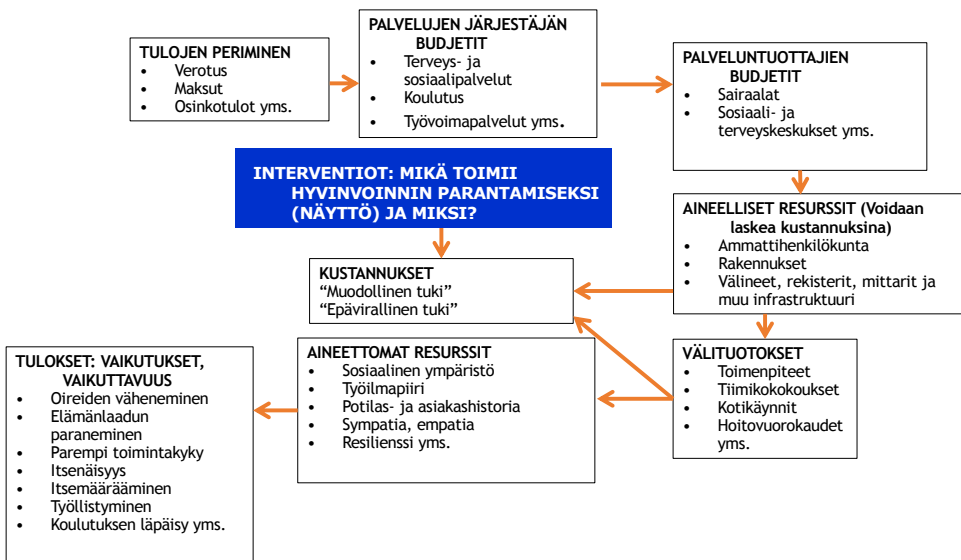 TULOJEN PERIMINEN
• Verotus
• Maksut
• Osinkotulot yms.
PALVELUJEN JÄRJESTÄJÄN
BUDJETIT
• Terveys- ja
sosiaalipalvelut
• Koulutus
• Työvoimapalvelut yms.
PALVELUNTUOTTAJIEN
BUDJETIT
• Sairaalat
• Sosiaali- ja
terveyskeskukset yms.
INTERVENTIOT: MIKÄ TOIMII
HYVINVOINNIN PARANTAMISEKSI
(NÄYTTÖ) JA MIKSI?
AINEELLISET RESURSSIT (Voidaan
laskea kustannuksina)
• Ammattihenkilökunta
• Rakennukset
• Välineet, rekisterit, mittarit ja
muu infrastruktuuri
KUSTANNUKSET
“Muodollinen tuki”
“Epävirallinen tuki”
VÄLITUOTOKSET
• Toimenpiteet
• Tiimikokokoukset
• Kotikäynnit
• Hoitovuorokaudet
yms.
AINEETTOMAT RESURSSIT
• Sosiaalinen ympäristö
• Työilmapiiri
• Potilas- ja asiakashistoria
• Sympatia, empatia
• Resilienssi yms.
TULOKSET: VAIKUTUKSET,
VAIKUTTAVUUS
• Oireiden väheneminen
• Elämänlaadun
paraneminen
• Parempi toimintakyky
• Itsenäisyys
• Itsemäärääminen
• Työllistyminen
• Koulutuksen läpäisy yms.